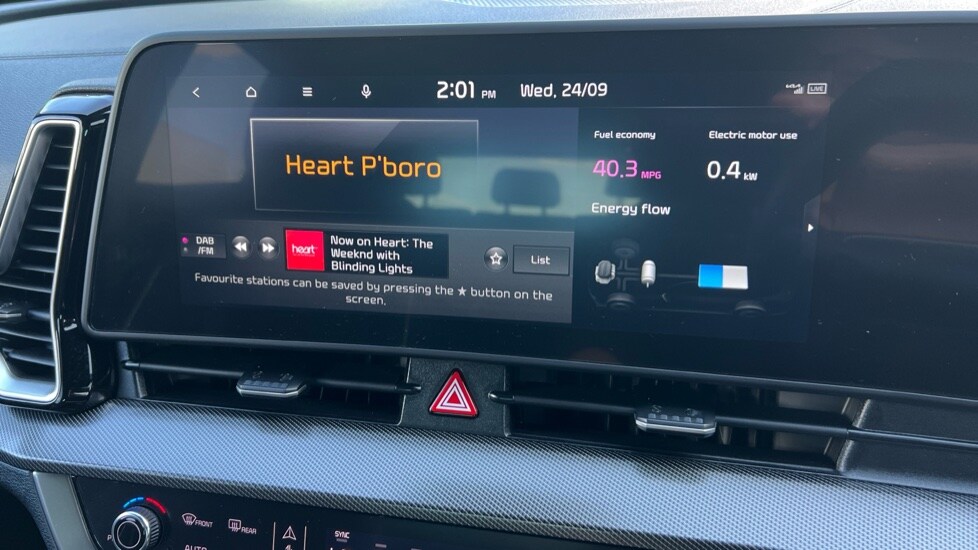 2:01 PM Wed, 24/09
LIVE
Heart P'boro
Fuel economy
Electric motor use
40.3 MPG
0.4 kW
Energy flow
DAB
/FM
heart
Now on Heart: The
Weeknd with
Blinding Lights
List
Favourite stations can be saved by pressing the ★ button on the
screen.
FRONT
REAR
SYNC
AUTO